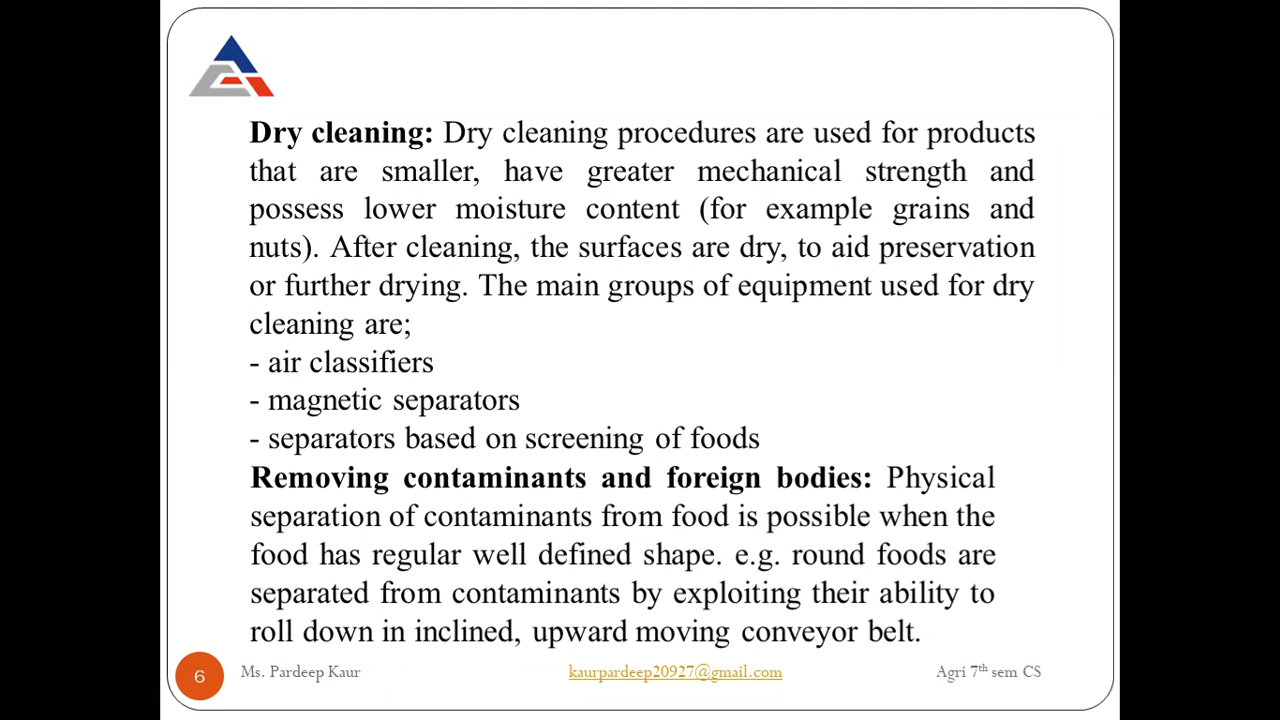 Dry cleaning: Dry cleaning procedures are used for products
that are smaller, have greater mechanical strength and
possess lower moisture content (for example grains and
nuts). After cleaning, the surfaces are dry, to aid preservation
or further drying. The main groups of equipment used for dry
cleaning are;
- air classifiers
- magnetic separators
- separators based on screening of foods
Removing contaminants and foreign bodies: Physical
separation of contaminants from food is possible when the
food has regular well defined shape. e.g. round foods are
separated from contaminants by exploiting their ability to
roll down in inclined, upward moving conveyor belt.
6 Ms. Pardeep Kaur kaurpardeep20927@gmail.com Agri 7th sem CS